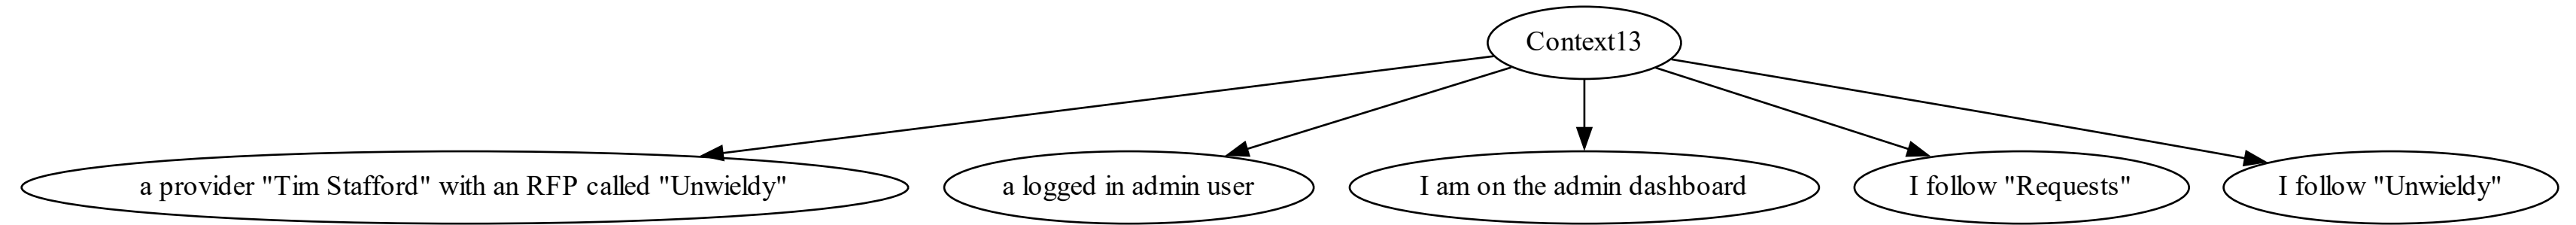 Context13
a provider "Tim Stafford" with an RFP called "Unwieldy"
a logged in admin user
I am on the admin dashboard
I follow "Requests"
I follow "Unwieldy"